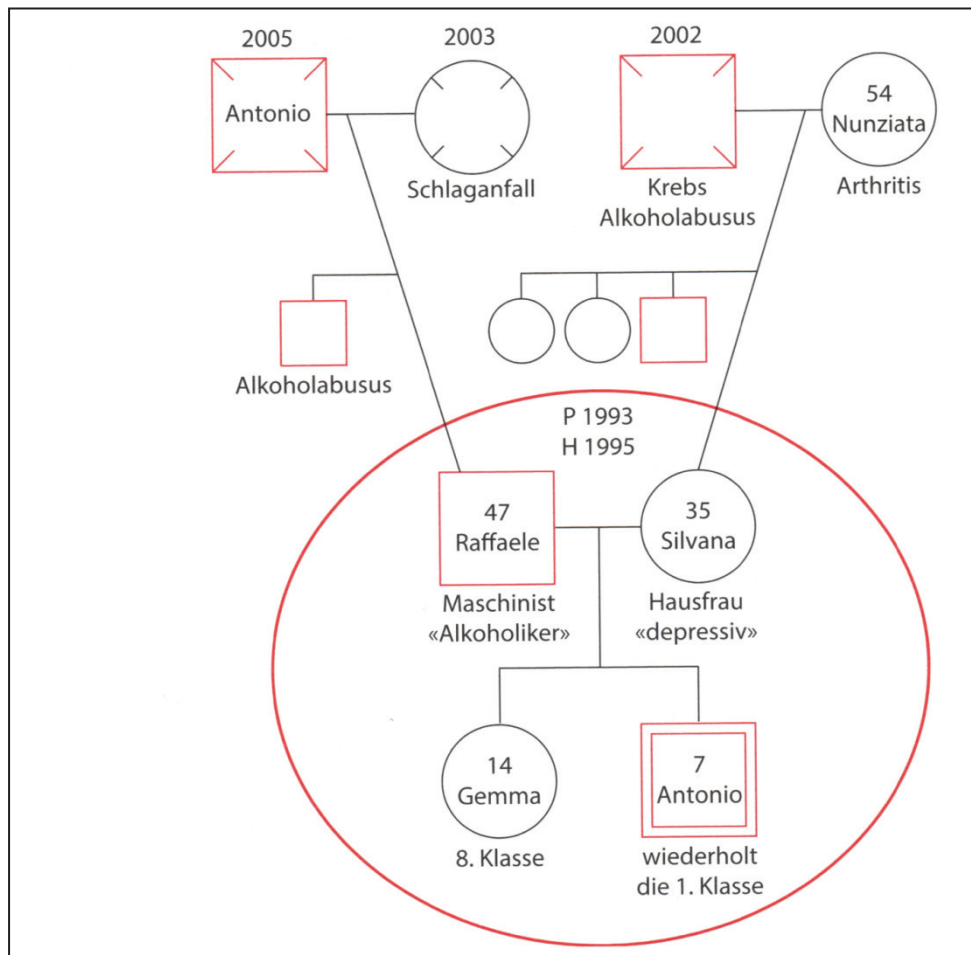 2005
2003
2002
Antonio
54
Nunziata
Schlaganfall
Krebs
Alkoholabusus
Arthritis
Alkoholabusus
P 1993
H 1995
47
Raffaele
35
Silvana
Maschinist
«Alkoholiker»
Hausfrau
«depressiv»
14
Gemma
7
Antonio
8. Klasse
wiederholt
die 1. Klasse